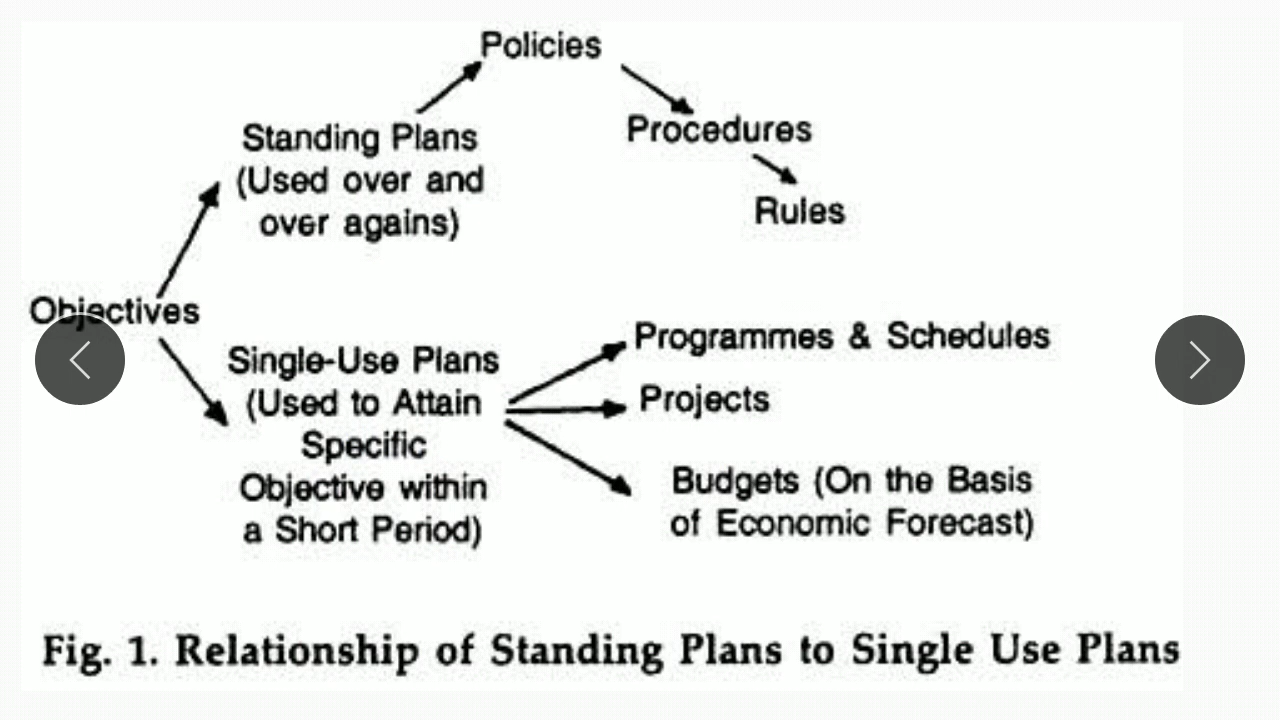 Policies
Procedures
Rules
Standing Plans
(Used over and
over agains)
Objectives
Single-Use Plans
(Used to Attain
Specific
Objective within
a Short Period)
Programmes & Schedules
Projects
Budgets (On the Basis
of Economic Forecast)
Fig. 1. Relationship of Standing Plans to Single Use Plans